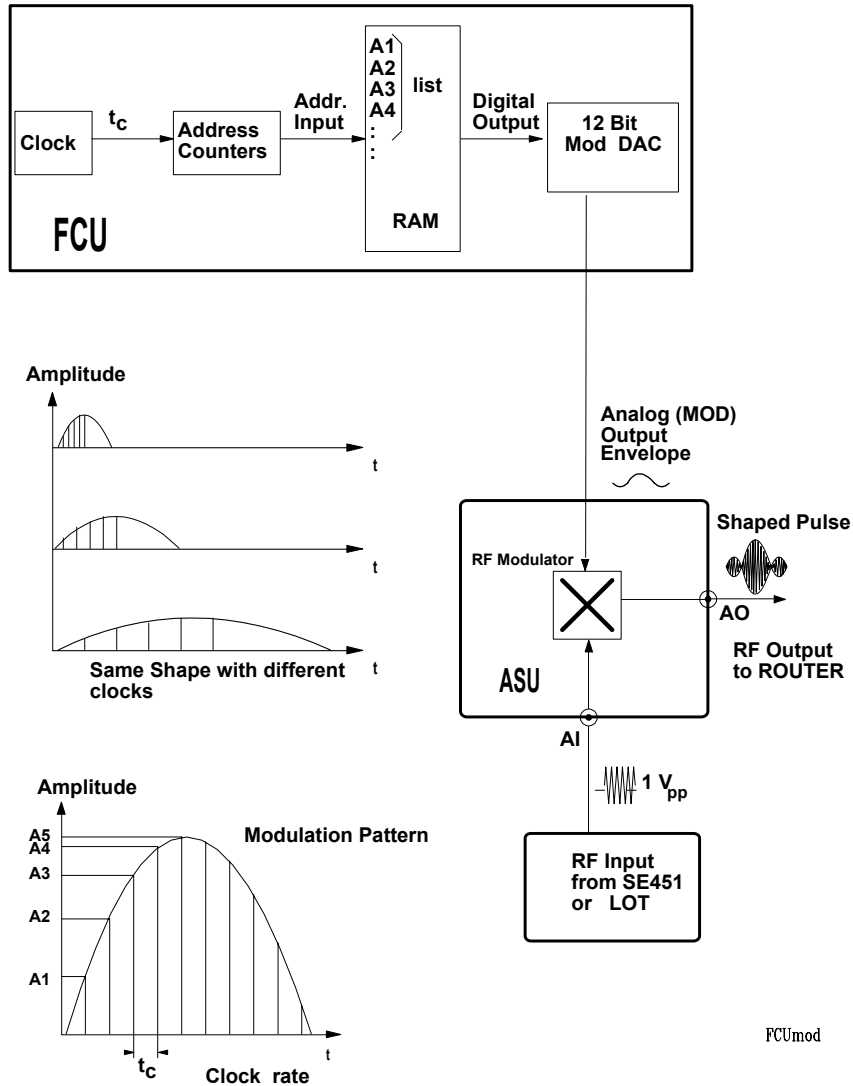 A1
A2
A3
A4
.
.
.
list
Clock
tC
Address
Counters
Addr.
Input
RAM
Digital
Output
12 Bit
Mod DAC
FCU
Amplitude
t
t
t
Same Shape with different
clocks
Analog (MOD)
Output
Envelope
Shaped Pulse
RF Modulator
AO
RF Output
to ROUTER
ASU
AI
1 Vpp
RF Input
from SE451
or LOT
Amplitude
Modulation Pattern
A5
A4
A3
A2
A1
t
tC
Clock rate
FCUmod